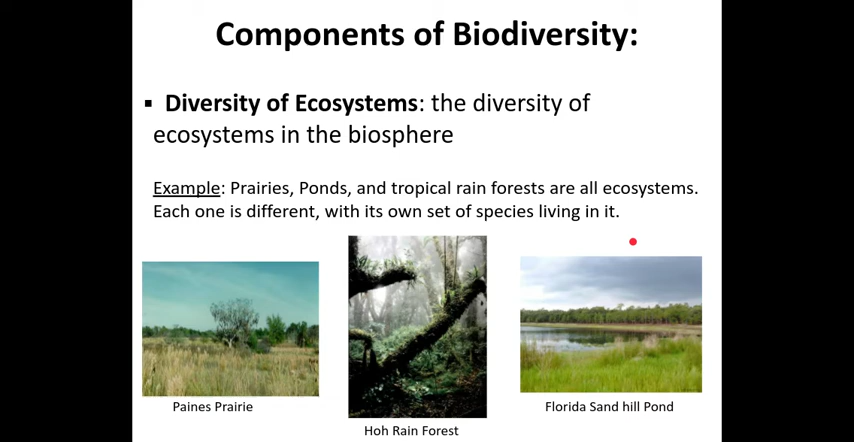 Components of Biodiversity:
▪ Diversity of Ecosystems: the diversity of
ecosystems in the biosphere
Example: Prairies, Ponds, and tropical rain forests are all ecosystems.
Each one is different, with its own set of species living in it.
Paines Prairie
Hoh Rain Forest
Florida Sand hill Pond